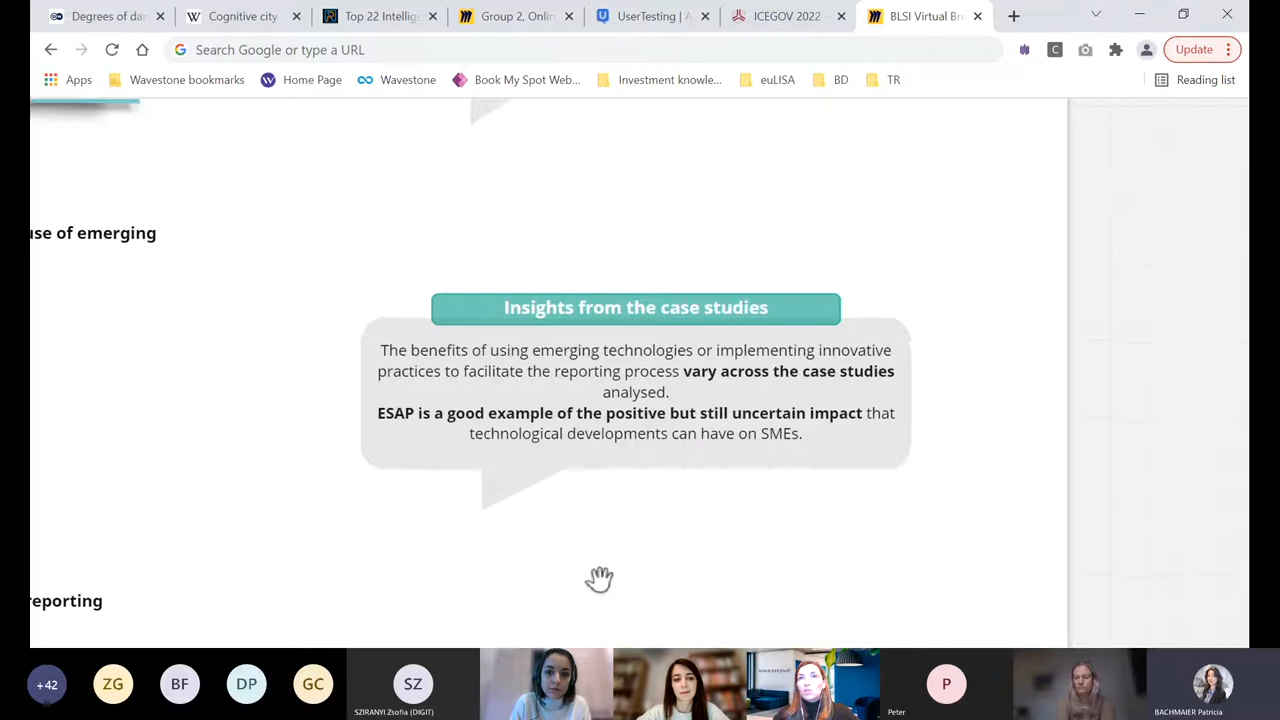 Degrees of da
Cognitive city
Top 22 Intellige
Group 2, Onlin
UserTesting | A
ICEGOV 2022 -
BLSI Virtual Bre
Search Google or type a URL
C
Update
Apps
Wavestone bookmarks
Home Page
Wavestone
Book My Spot Web...
Investment knowle...
euLISA
BD
TR
Reading list
use of emerging
Insights from the case studies
The benefits of using emerging technologies or implementing innovative
practices to facilitate the reporting process vary across the case studies
analysed.
ESAP is a good example of the positive but still uncertain impact that
technological developments can have on SMEs.
reporting
+42
ZG
BF
DP
GC
SZ
SZIRANYI Zsofia (DIGIT)
WAVESTONE
P
Peter
BACHMAIER Patricia